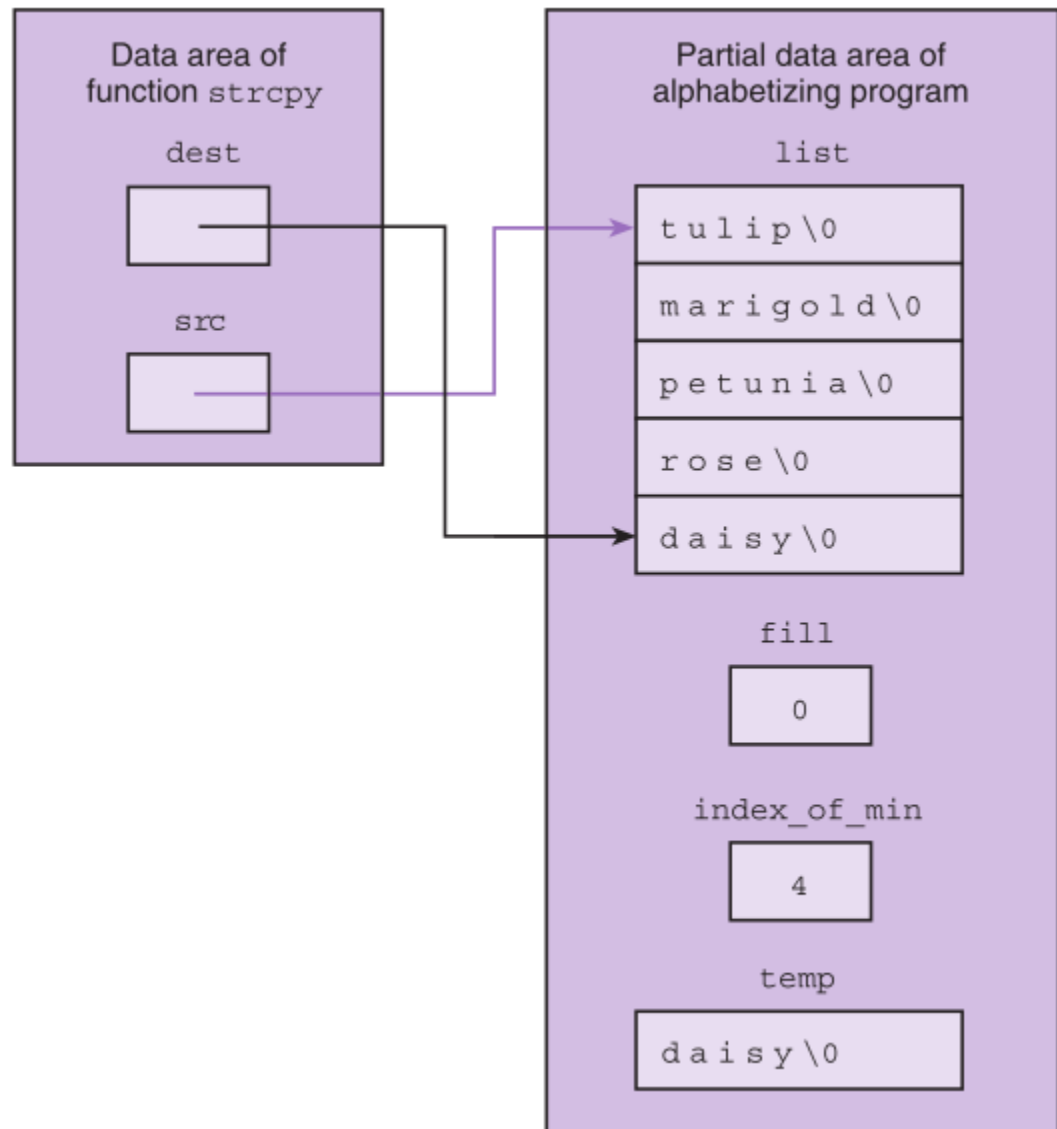 Data area of
function strcpy
dest
src
Partial data area of
alphabetizing program
list
tulip\0
marigold\0
petunia\0
rose\0
daisy\0
fill
0
index_of_min
4
temp
daisy\0